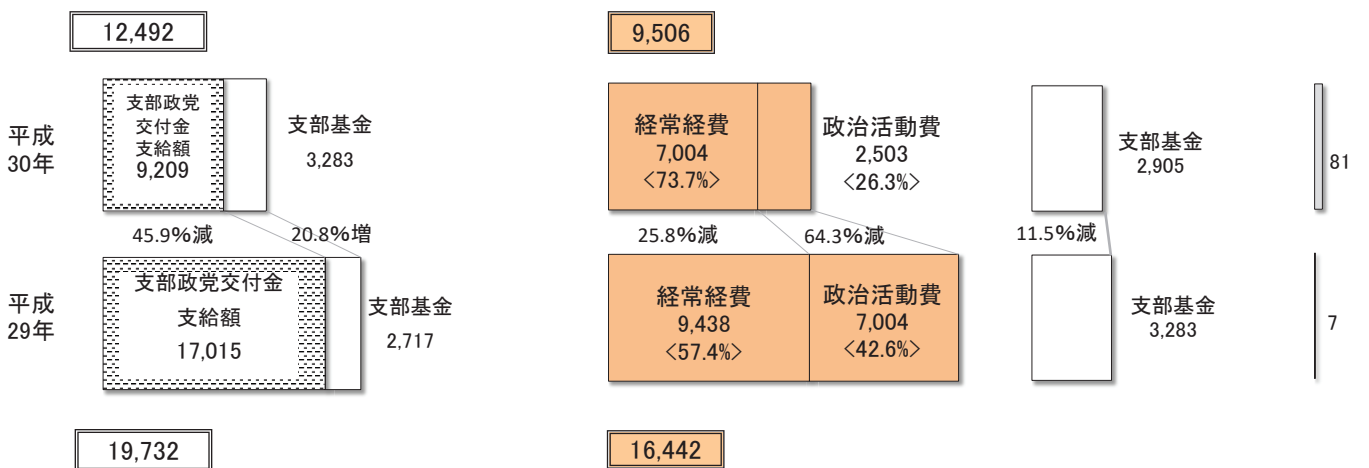 12,492
9,506
平成
30年
支部政党
交付金
支給額
9,209
支部基金
3,283
経常経費
7,004
<73.7%>
政治活動費
2,503
<26.3%>
支部基金
2,905
81
45.9%減
20.8%増
25.8%減
64.3%減
11.5%減
平成
29年
支部政党交付金
支給額
17,015
支部基金
2,717
経常経費
9,438
<57.4%>
政治活動費
7,004
<42.6%>
支部基金
3,283
7
19,732
16,442